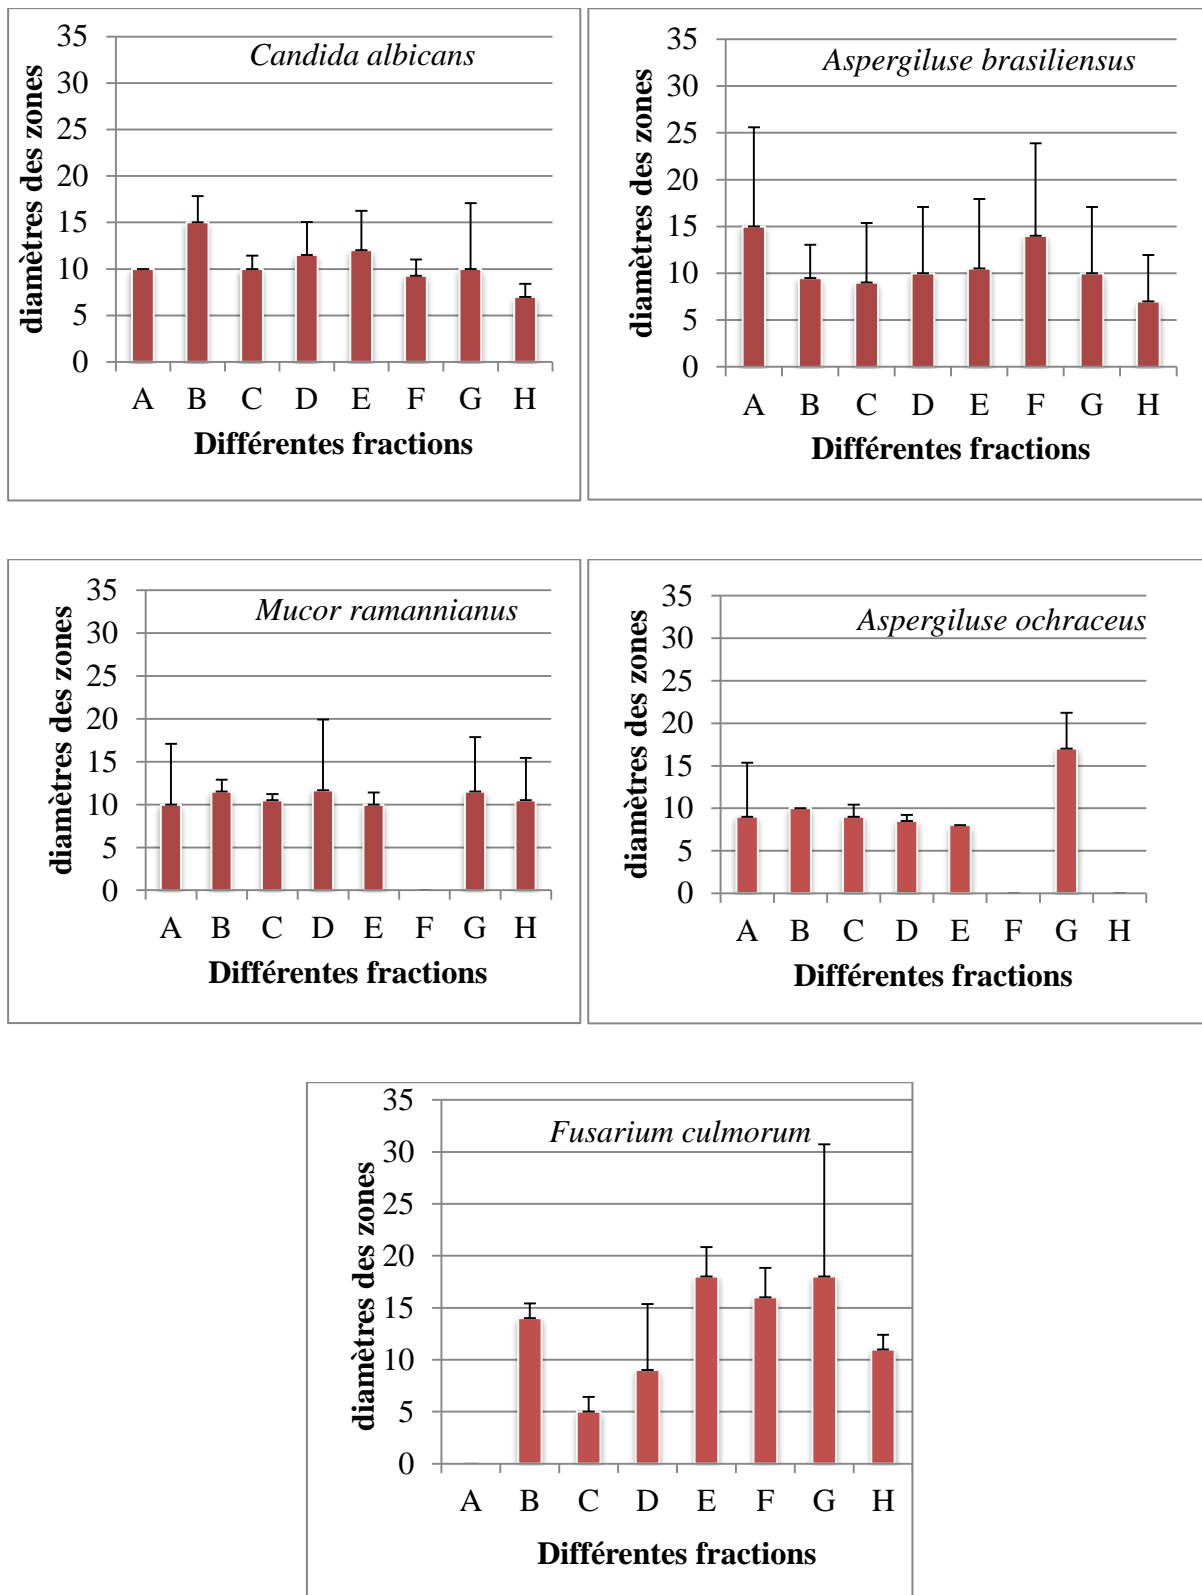 Candida albicans
diamètres des zones
35
30
25
20
15
10
5
0
A B C D E F G H
Différentes fractions
Aspergiluse brasiliensus
diamètres des zones
35
30
25
20
15
10
5
0
A B C D E F G H
Différentes fractions
Mucor ramannianus
diamètres des zones
35
30
25
20
15
10
5
0
A B C D E F G H
Différentes fractions
Aspergiluse ochraceus
diamètres des zones
35
30
25
20
15
10
5
0
A B C D E F G H
Différentes fractions
Fusarium culmorum
diamètres des zones
35
30
25
20
15
10
5
0
A B C D E F G H
Différentes fractions